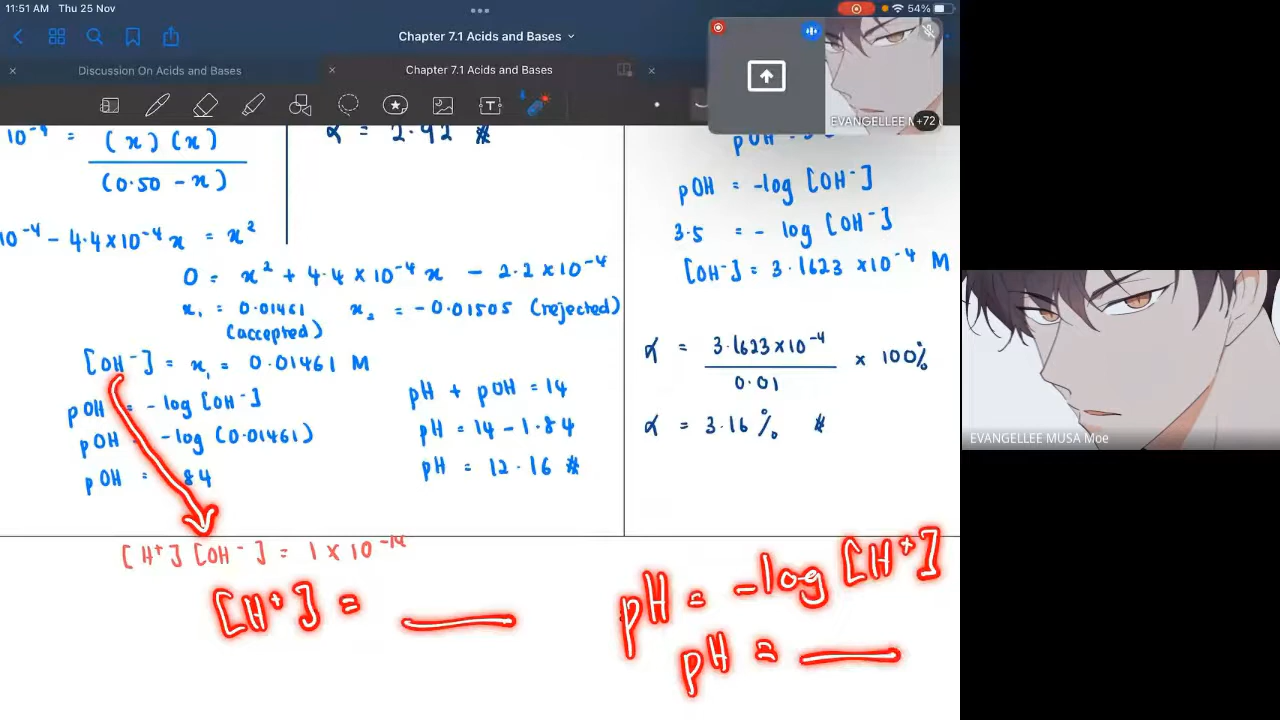 11:51 AM Thu 25 Nov
54%
Chapter 7.1 Acids and Bases
Discussion On Acids and Bases
Chapter 7.1 Acids and Bases
EVANGELLEE M +72
10⁻⁴ = (x)(x)
(0.50 - x)
α = 2.92 #
10⁻⁴ - 4.4×10⁻⁴x = x²
0 = x² + 4.4 × 10⁻⁴x - 2.2×10⁻⁴
x₁ = 0.01461 x₂ = -0.01505 (rejected)
(accepted)
[OH⁻] = x₁ = 0.01461 M
pOH = -log [OH⁻]
pOH = -log (0.01461)
pOH = 84
pH + pOH = 14
pH = 14 - 1.84
pH = 12.16 #
pOH
pOH = -log [OH⁻]
3.5 = - log [OH⁻]
[OH⁻] = 3.1623 ×10⁻⁴ M
α = 3.1623×10⁻⁴ × 100%
0.01
α = 3.16% #
[H⁺][OH⁻] = 1 × 10⁻¹⁴
[H⁺] =
pH = -log [H⁺]
pH =
EVANGELLEE MUSA Moe